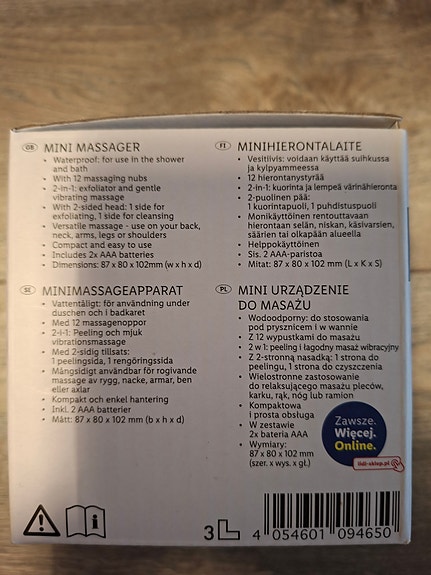 GB MINI MASSAGER
• Waterproof: for use in the shower
and bath
• With 12 massaging nubs
• 2-in-1: exfoliator and gentle
vibrating massage
• With 2-sided head: 1 side for
exfoliating, 1 side for cleansing
• Versatile massage - use on your back,
neck, arms, legs or shoulders
• Compact and easy to use
• Includes 2x AAA batteries
• Dimensions: 87 x 80 x 102mm (w x h x d)
FI MINIHIERONTALAITE
• Vesitiivis: voidaan käyttää suihkussa
ja kylpyammeessa
• 12 hierontanystyrää
• 2-in-1: kuorinta ja lempeä värinähieronta
• 2-puolinen pää:
1 kuorintapuoli, 1 puhdistuspuoli
• Monikäyttöinen rentouttavaan
hierontaan selän, niskan, käsivarsien,
säärien tai olkapään alueella
• Helppokäyttöinen
• Sis. 2 AAA-paristoa
• Mitat: 87 x 80 x 102 mm (L x K x S)
SE MINIMASSAGEAPPARAT
• Vattentåligt: för användning under
duschen och i badkaret
• Med 12 massagenoppor
• 2-i-1: Peeling och mjuk
vibrationsmassage
• Med 2-sidig tillsats:
1 peelingsida, 1 rengöringssida
• Mångsidigt användbar för rogivande
massage av rygg, nacke, armar, ben
eller axlar
• Kompakt och enkel hantering
• Inkl. 2 AAA batterier
• Mått: 87 x 80 x 102 mm (b x h x d)
PL MINI URZĄDZENIE
DO MASAŻU
• Wodoodporny: do stosowania
pod prysznicem i w wannie
• Z 12 wypustkami do masażu
• 2 w 1: peeling i łagodny masaż wibracyjny
• Z 2-stronną nasadką: 1 strona do
peelingu, 1 strona do czyszczenia
• Wielostronne zastosowanie
do relaksującego masażu pleców,
karku, rąk, nóg lub ramion
• Kompaktowa
i prosta obsługa
• W zestawie
2x bateria AAA
• Wymiary:
87 x 80 x 102 mm
(szer. x wys. x gł.)
Zawsze.
Więcej.
Online.
lidl-sklep.pl
3
4 054601 094650